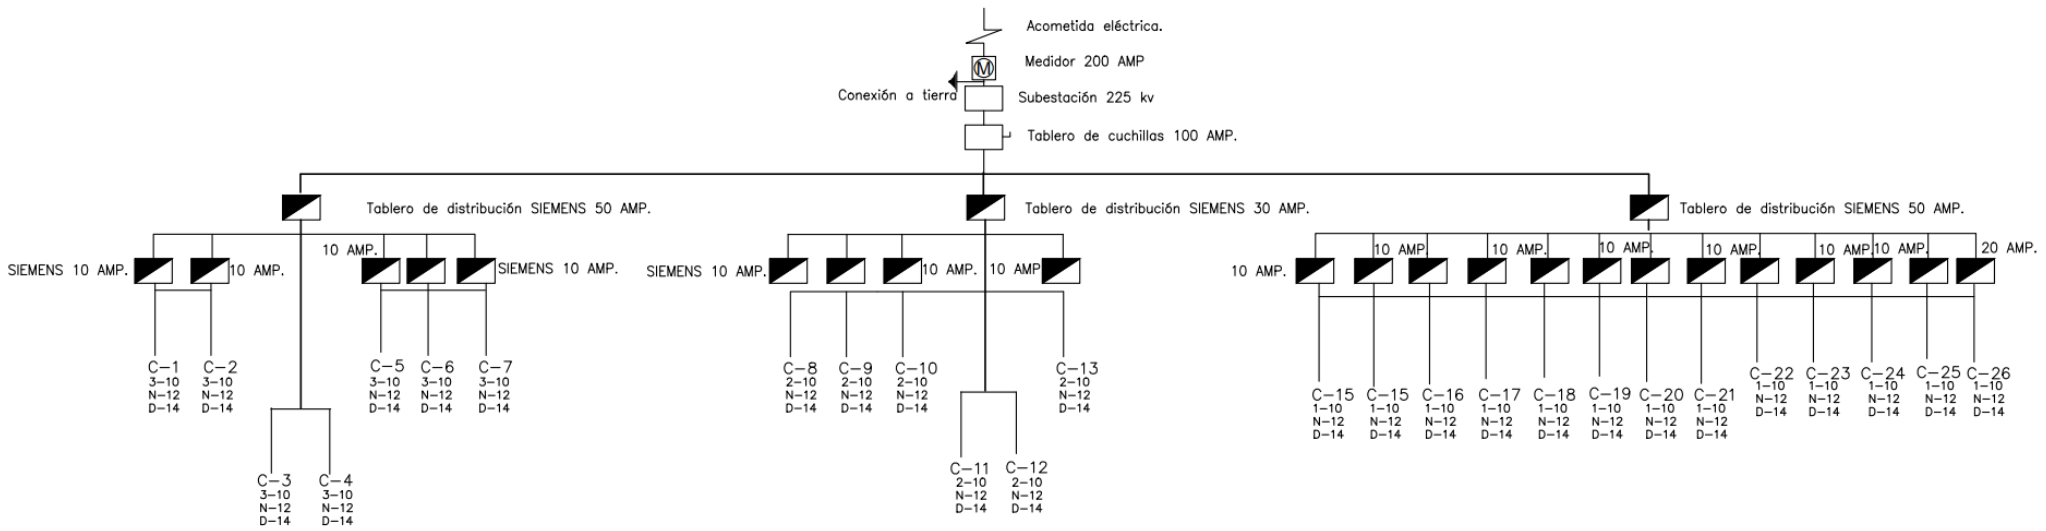 Acometida eléctrica.
M
Medidor 200 AMP
Conexión a tierra
Subestación 225 kv
Tablero de cuchillas 100 AMP.
Tablero de distribución SIEMENS 50 AMP.
Tablero de distribución SIEMENS 30 AMP.
Tablero de distribución SIEMENS 50 AMP.
SIEMENS 10 AMP.
10 AMP.
10 AMP.
SIEMENS 10 AMP.
SIEMENS 10 AMP.
10 AMP.
10 AMP
10 AMP.
10 AMP
10 AMP.
10 AMP.
10 AMP.
10 AMP.
10 AMP.
20 AMP.
C-1
3-10
N-12
D-14
C-2
3-10
N-12
D-14
C-3
3-10
N-12
D-14
C-4
3-10
N-12
D-14
C-5
3-10
N-12
D-14
C-6
3-10
N-12
D-14
C-7
3-10
N-12
D-14
C-8
2-10
N-12
D-14
C-9
2-10
N-12
D-14
C-10
2-10
N-12
D-14
C-11
2-10
N-12
D-14
C-12
2-10
N-12
D-14
C-13
2-10
N-12
D-14
C-15
1-10
N-12
D-14
C-15
1-10
N-12
D-14
C-16
1-10
N-12
D-14
C-17
1-10
N-12
D-14
C-18
1-10
N-12
D-14
C-19
1-10
N-12
D-14
C-20
1-10
N-12
D-14
C-21
1-10
N-12
D-14
C-22
1-10
N-12
D-14
C-23
1-10
N-12
D-14
C-24
1-10
N-12
D-14
C-25
1-10
N-12
D-14
C-26
1-10
N-12
D-14